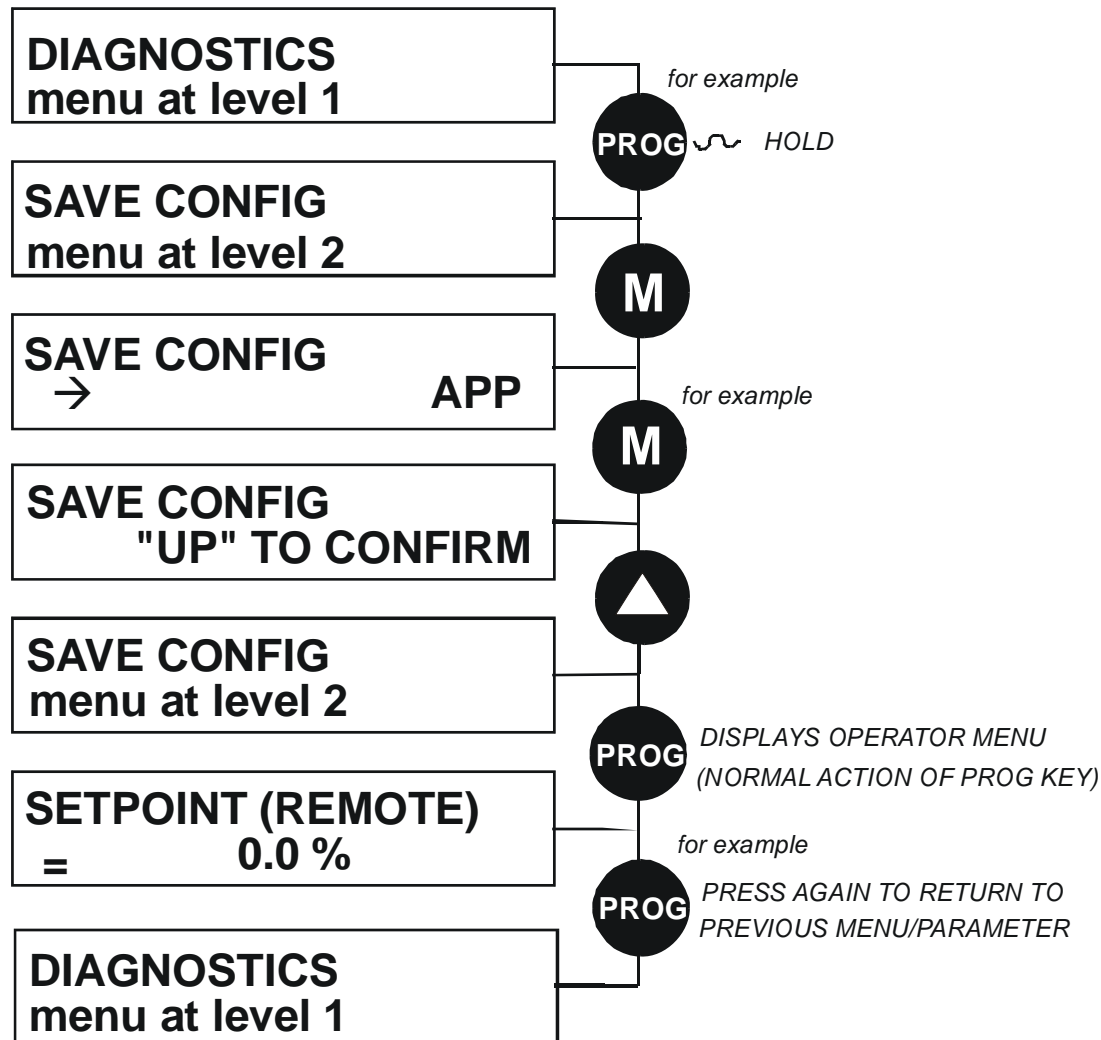 DIAGNOSTICS
menu at level 1
for example
PROG
HOLD
SAVE CONFIG
menu at level 2
M
SAVE CONFIG
→ APP
for example
M
SAVE CONFIG
"UP" TO CONFIRM
SAVE CONFIG
menu at level 2
PROG
DISPLAYS OPERATOR MENU
(NORMAL ACTION OF PROG KEY)
SETPOINT (REMOTE)
= 0.0 %
for example
PROG
PRESS AGAIN TO RETURN TO
PREVIOUS MENU/PARAMETER
DIAGNOSTICS
menu at level 1